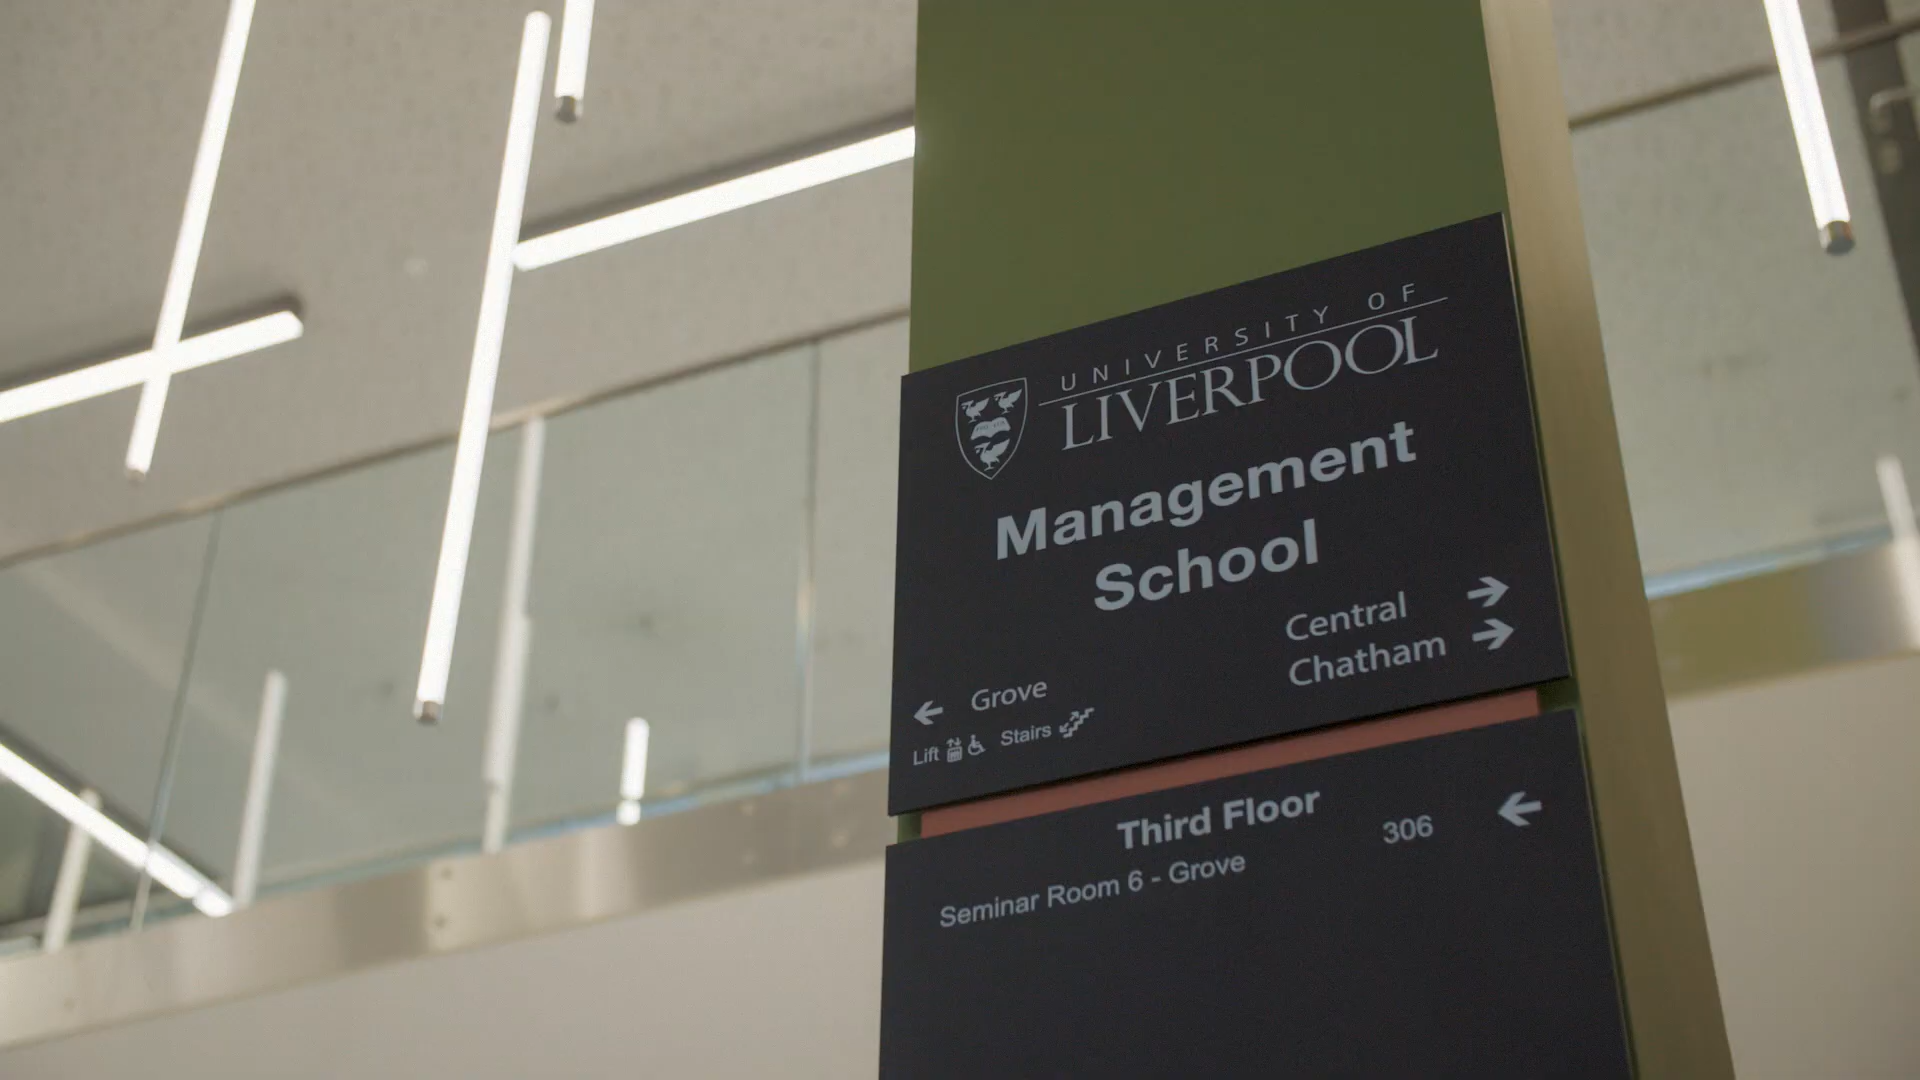 UNIVERSITY OF
LIVERPOOL
Management
School
Central
Chatham
Grove
Lift Stairs
Third Floor
306
Seminar Room 6 - Grove